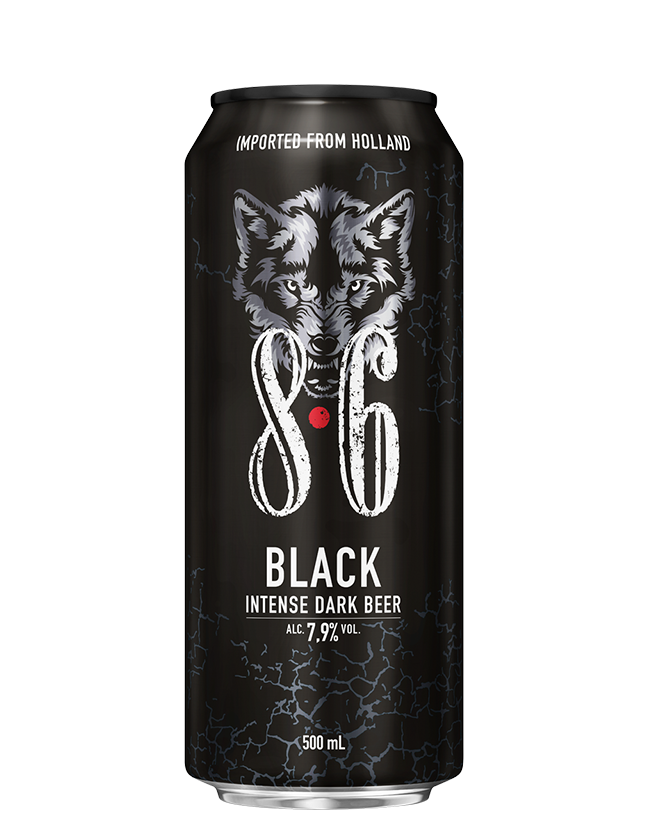 IMPORTED FROM HOLLAND
8·6
BLACK
INTENSE DARK BEER
ALC. 7,9% VOL.
500 mL